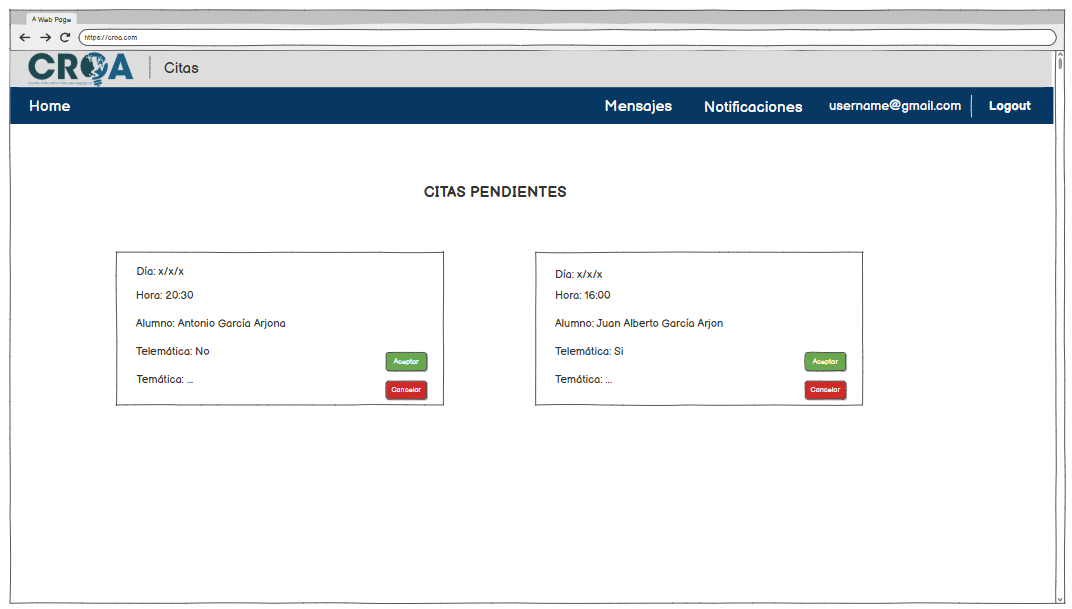 A Web Page
https://croa.com
CROA
Citas
Home
Mensajes
Notificaciones
username@gmail.com
Logout
CITAS PENDIENTES
Día: x/x/x
Hora: 20:30
Alumno: Antonio García Arjona
Telemática: No
Temática: ...
Aceptar
Cancelar
Día: x/x/x
Hora: 16:00
Alumno: Juan Alberto García Arjon
Telemática: Si
Temática: ...
Aceptar
Cancelar